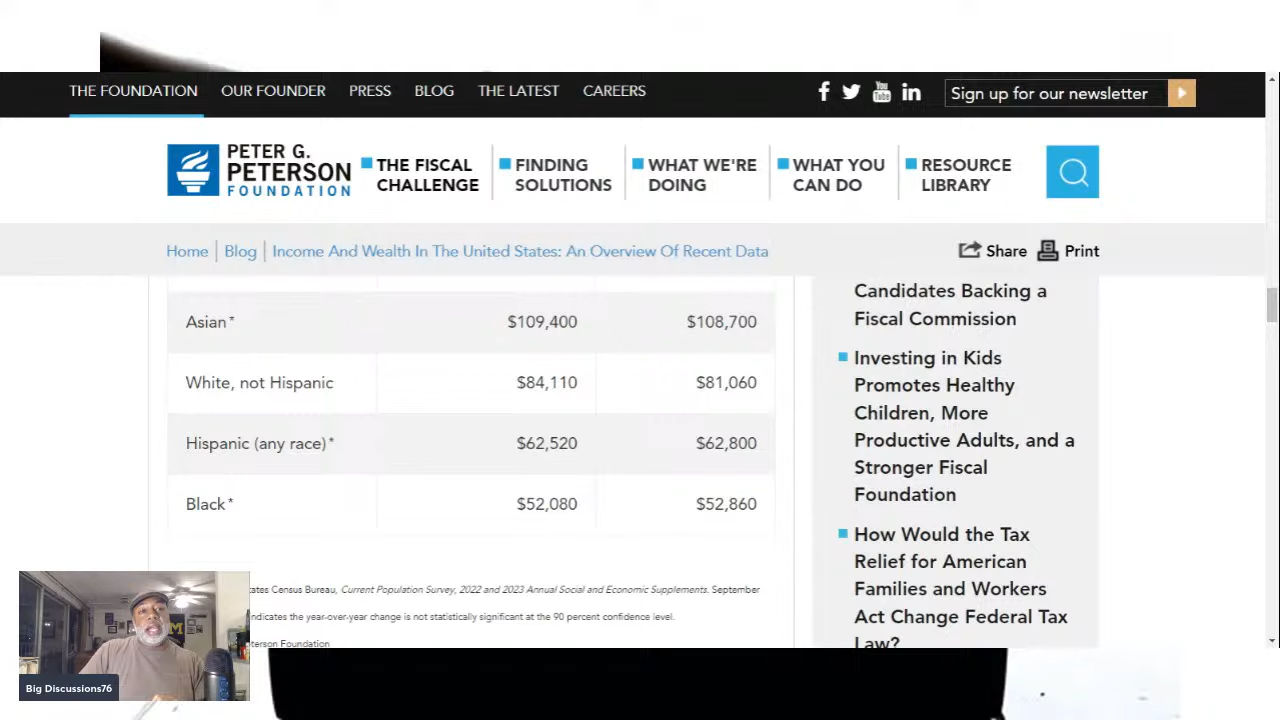 THE FOUNDATION OUR FOUNDER PRESS BLOG THE LATEST CAREERS
Sign up for our newsletter
PETER G.
PETERSON
FOUNDATION
THE FISCAL
CHALLENGE
FINDING
SOLUTIONS
WHAT WE'RE
DOING
WHAT YOU
CAN DO
RESOURCE
LIBRARY
Home Blog Income And Wealth In The United States: An Overview Of Recent Data
Share Print
Asian* $109,400 $108,700
White, not Hispanic $84,110 $81,060
Hispanic (any race)* $62,520 $62,800
Black* $52,080 $52,860
Census Bureau, Current Population Survey, 2022 and 2023 Annual Social and Economic Supplements. September
the year-over-year change is not statistically significant at the 90 percent confidence level.
Foundation
Candidates Backing a
Fiscal Commission
Investing in Kids
Promotes Healthy
Children, More
Productive Adults, and a
Stronger Fiscal
Foundation
How Would the Tax
Relief for American
Families and Workers
Act Change Federal Tax
Law?
Big Discussions76